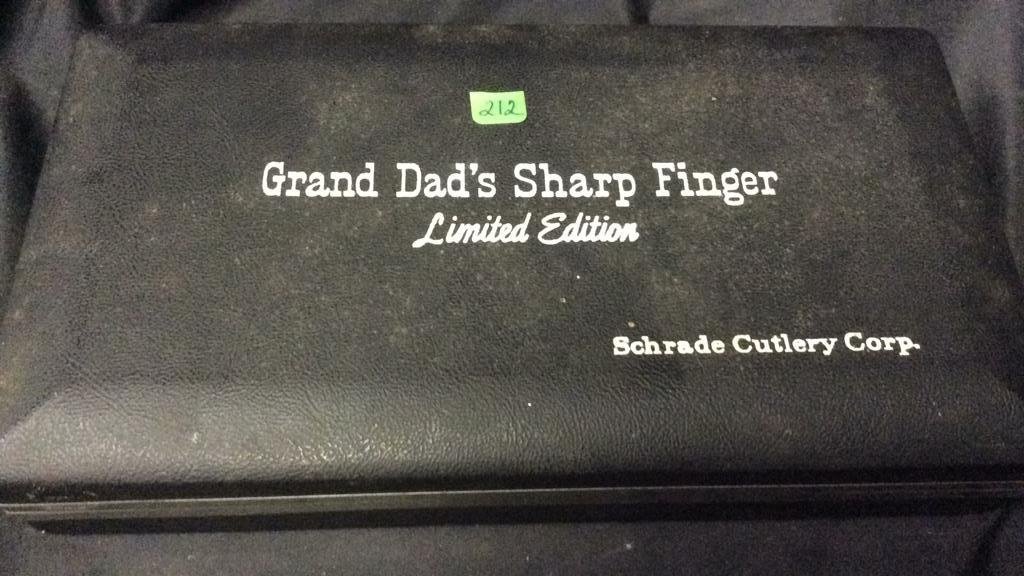 212
Grand Dad's Sharp Finger
Limited Edition
Schrade Cutlery Corp.